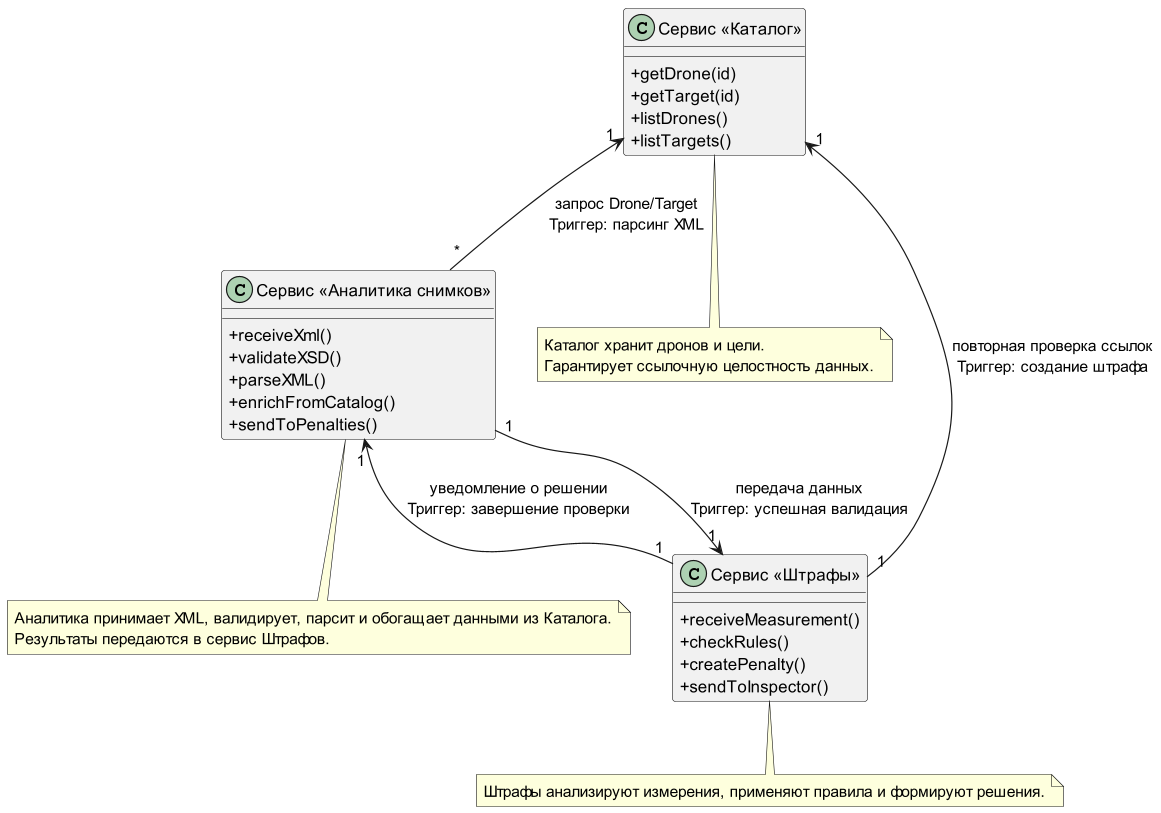 C Сервис «Каталог»
+getDrone(id)
+getTarget(id)
+listDrones()
+listTargets()
1
1
запрос Drone/Target
Триггер: парсинг XML
*
C Сервис «Аналитика снимков»
+receiveXml()
+validateXSD()
+parseXML()
+enrichFromCatalog()
+sendToPenalties()
Каталог хранит дронов и цели.
Гарантирует ссылочную целостность данных.
повторная проверка ссылок
Триггер: создание штрафа
1
1
уведомление о решении
Триггер: завершение проверки
передача данных
Триггер: успешная валидация
1
1
1
C Сервис «Штрафы»
+receiveMeasurement()
+checkRules()
+createPenalty()
+sendToInspector()
Аналитика принимает XML, валидирует, парсит и обогащает данными из Каталога.
Результаты передаются в сервис Штрафов.
Штрафы анализируют измерения, применяют правила и формируют решения.